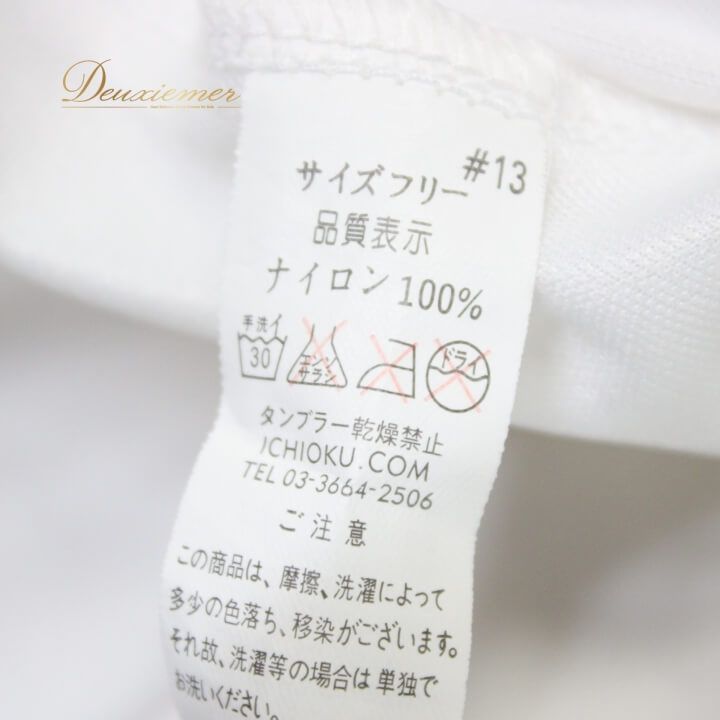 Deuxiemer
#13
サイズフリー
品質表示
ナイロン 100%
手洗イ
30
エンソ
サラシ
ドライ
タンブラー乾燥禁止
ICHIOKU.COM
TEL 03-3664-2506
ご注意
この商品は、摩擦、洗濯によって
多少の色落ち、移染がございます。
それ故、洗濯等の場合は単独で
お洗いください。